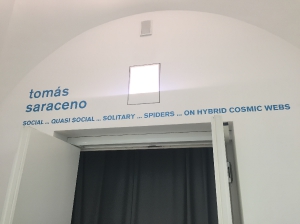 tomás
saraceno
SOCIAL ... QUASI SOCIAL ... SOLITARY ... SPIDERS ... ON HYBRID COSMIC WEBS